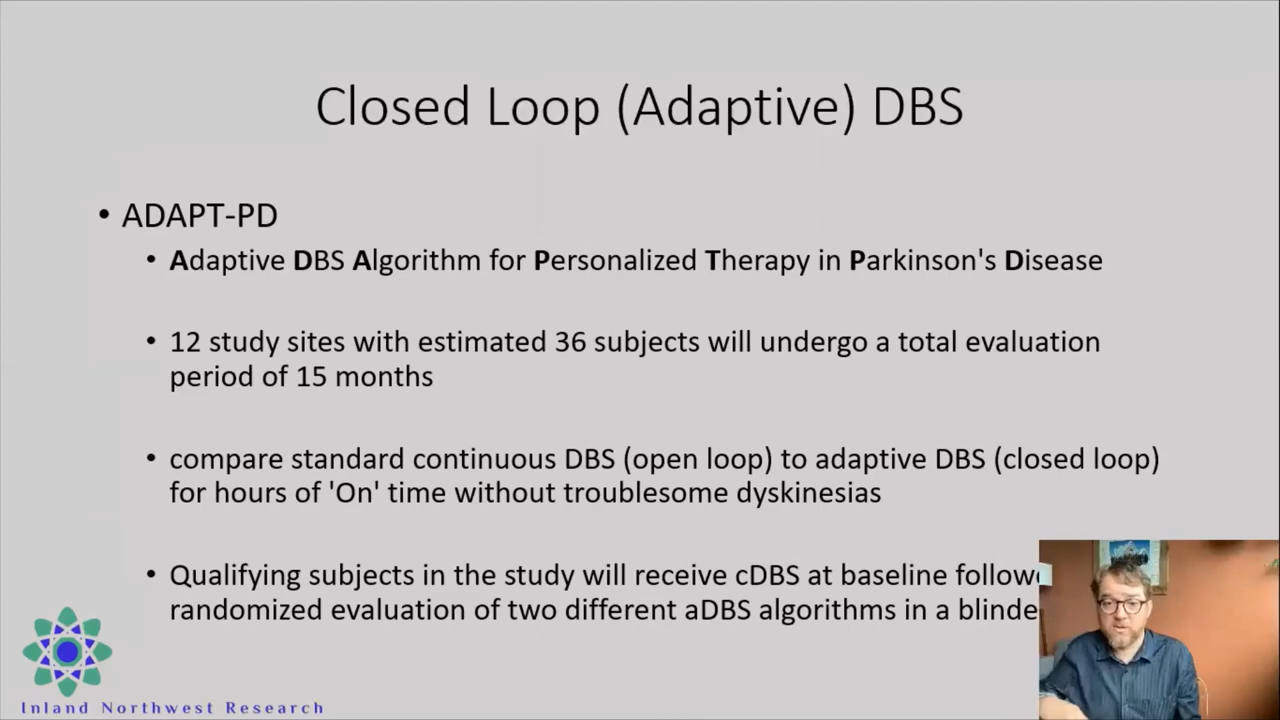 Closed Loop (Adaptive) DBS
• ADAPT-PD
• Adaptive DBS Algorithm for Personalized Therapy in Parkinson's Disease
• 12 study sites with estimated 36 subjects will undergo a total evaluation
period of 15 months
• compare standard continuous DBS (open loop) to adaptive DBS (closed loop)
for hours of 'On' time without troublesome dyskinesias
• Qualifying subjects in the study will receive cDBS at baseline
randomized evaluation of two different aDBS algorithms in a
Inland Northwest Research